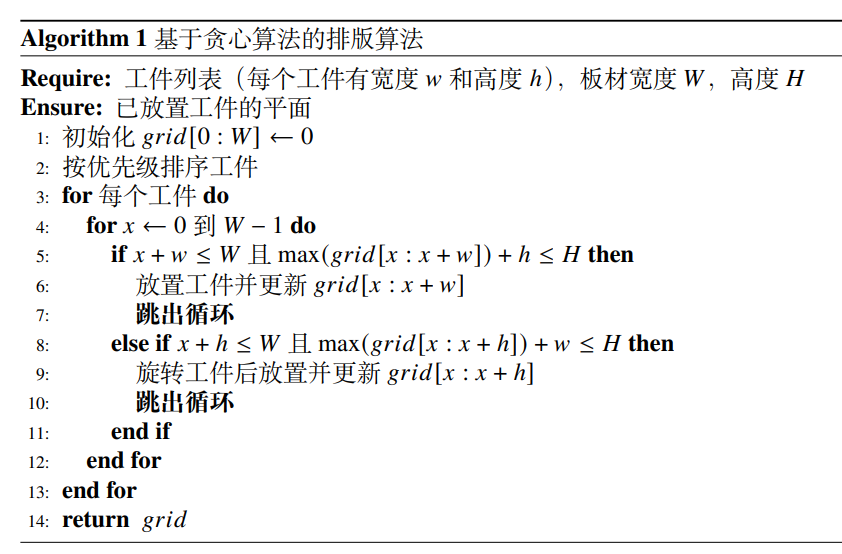 Algorithm 1 基于贪心算法的排版算法
Require: 工件列表（每个工件有宽度 w 和高度 h），板材宽度 W，高度 H
Ensure: 已放置工件的平面
1: 初始化 grid[0 : W] ← 0
2: 按优先级排序工件
3: for 每个工件 do
4: for x ← 0 到 W − 1 do
5: if x + w ≤ W 且 max(grid[x : x + w]) + h ≤ H then
6: 放置工件并更新 grid[x : x + w]
7: 跳出循环
8: else if x + h ≤ W 且 max(grid[x : x + h]) + w ≤ H then
9: 旋转工件后放置并更新 grid[x : x + h]
10: 跳出循环
11: end if
12: end for
13: end for
14: return grid